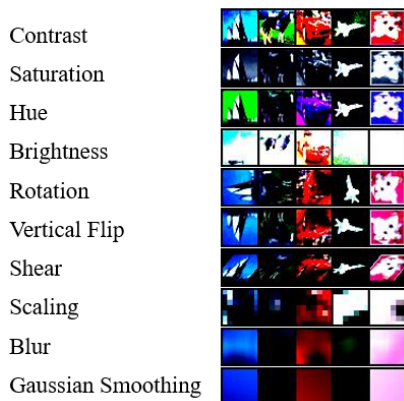 Contrast
Saturation
Hue
Brightness
Rotation
Vertical Flip
Shear
Scaling
Blur
Gaussian Smoothing